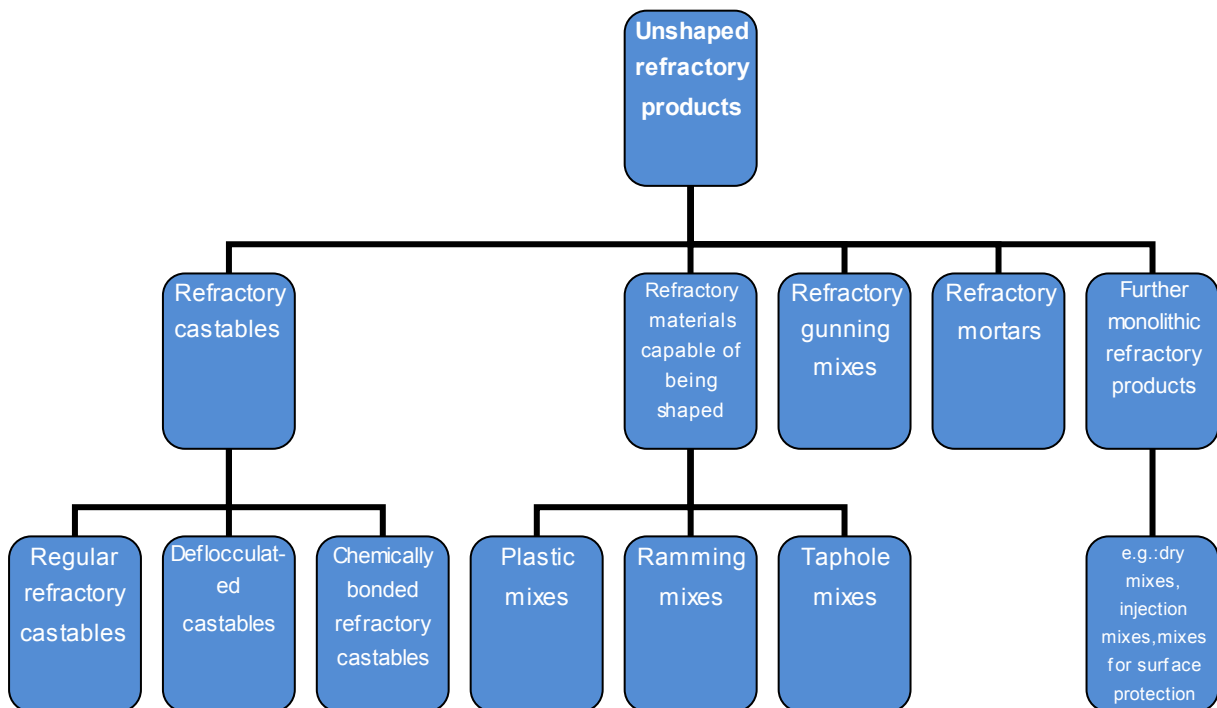 Unshaped
refractory
products
Refractory
castables
Refractory
materials
capable of
being
shaped
Refractory
gunning
mixes
Refractory
mortars
Further
monolithic
refractory
products
Regular
refractory
castables
Deflocculat-
ed
castables
Chemically
bonded
refractory
castables
Plastic
mixes
Ramming
mixes
Taphole
mixes
e.g.:dry
mixes,
injection
mixes,mixes
for surface
protection